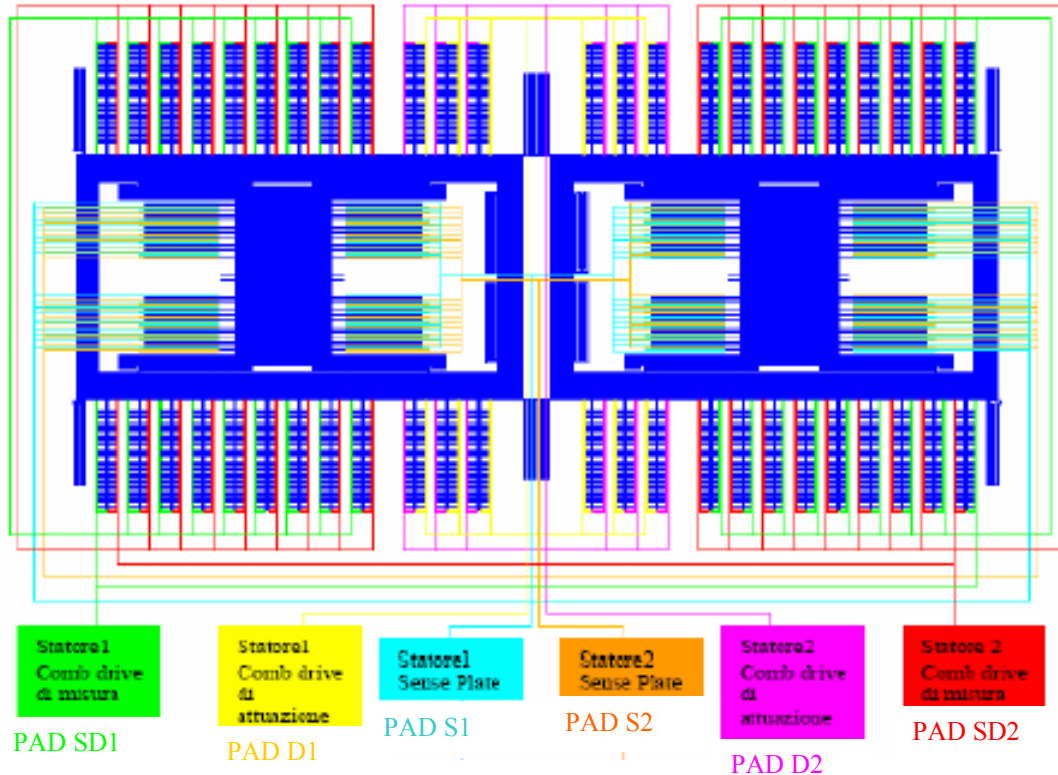 Statore1
Comb drive
di misura
PAD SD1
Statore1
Comb drive
di
attuazione
PAD D1
Statore1
Sense Plate
PAD S1
Statore2
Sense Plate
PAD S2
Statore2
Comb drive
di
attuazione
PAD D2
Statore 2
Comb drive
di misura
PAD SD2